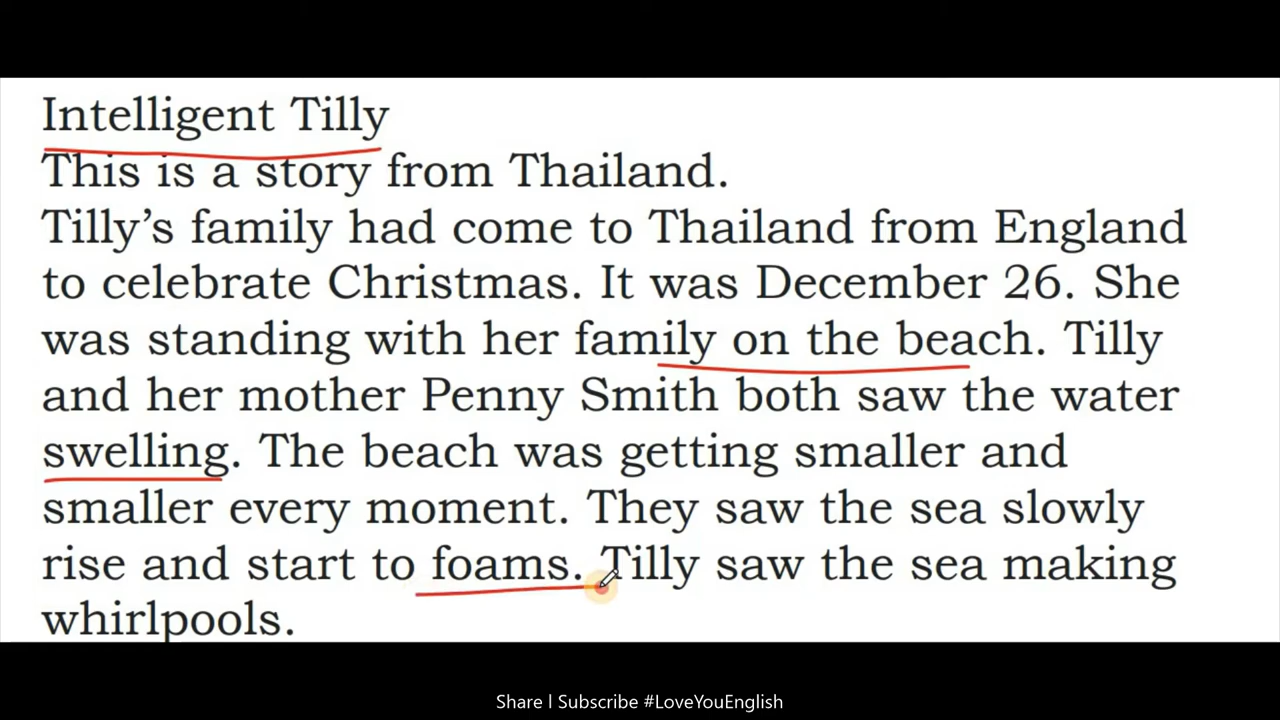 Intelligent Tilly
This is a story from Thailand.
Tilly’s family had come to Thailand from England
to celebrate Christmas. It was December 26. She
was standing with her family on the beach. Tilly
and her mother Penny Smith both saw the water
swelling. The beach was getting smaller and
smaller every moment. They saw the sea slowly
rise and start to foams. Tilly saw the sea making
whirlpools.
Share I Subscribe #LoveYouEnglish